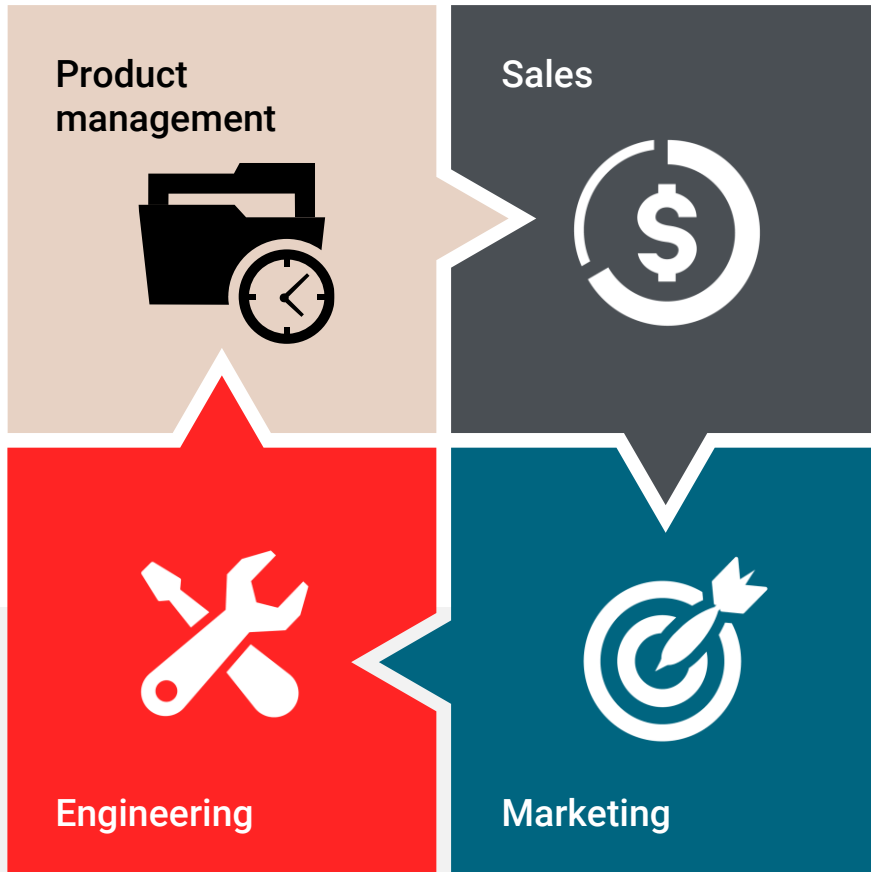 Product
management
Sales
$
Engineering
Marketing